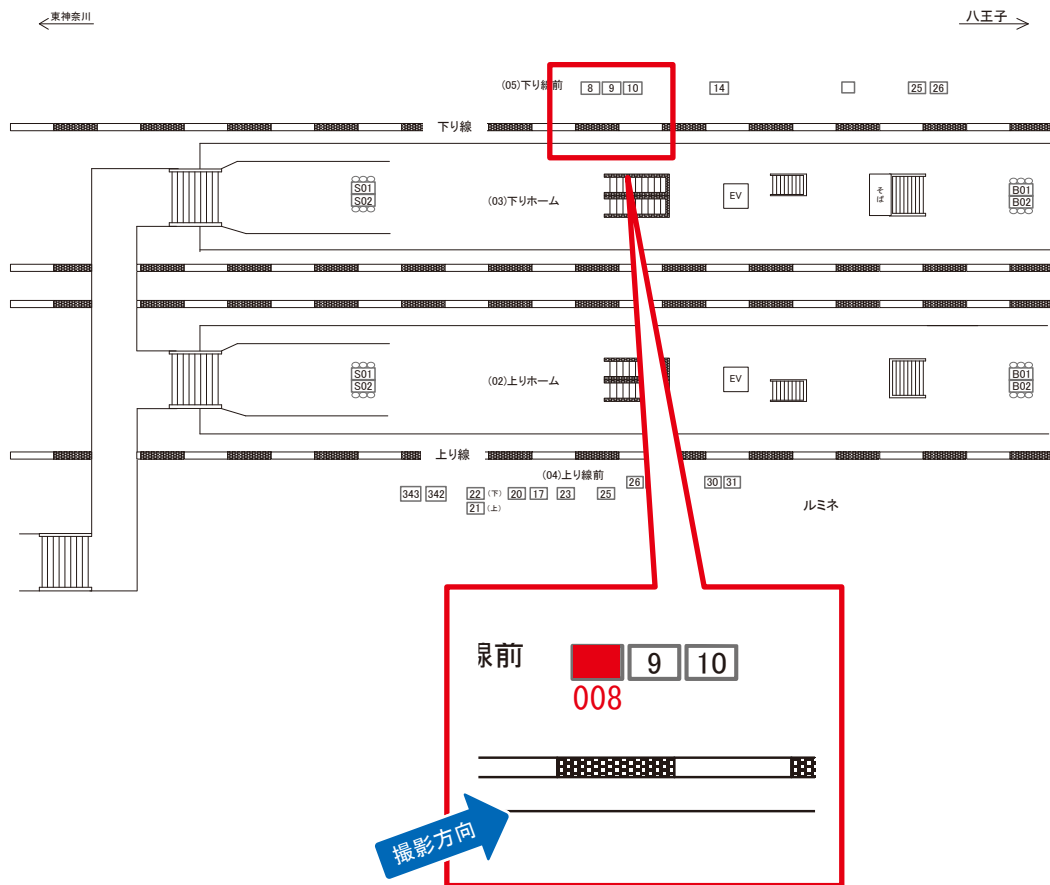 東神奈川
八王子
(05)下り線前
8 9 10
14
25 26
下り線
S01
S02
(03)下りホーム
EV
そば
B01
B02
S01
S02
(02)上りホーム
EV
B01
B02
上り線
(04)上り線前
26
30 31
343 342
22 (下) 20 17 23 25
21 (上)
ルミネ
線前
9 10
008
撮影方向